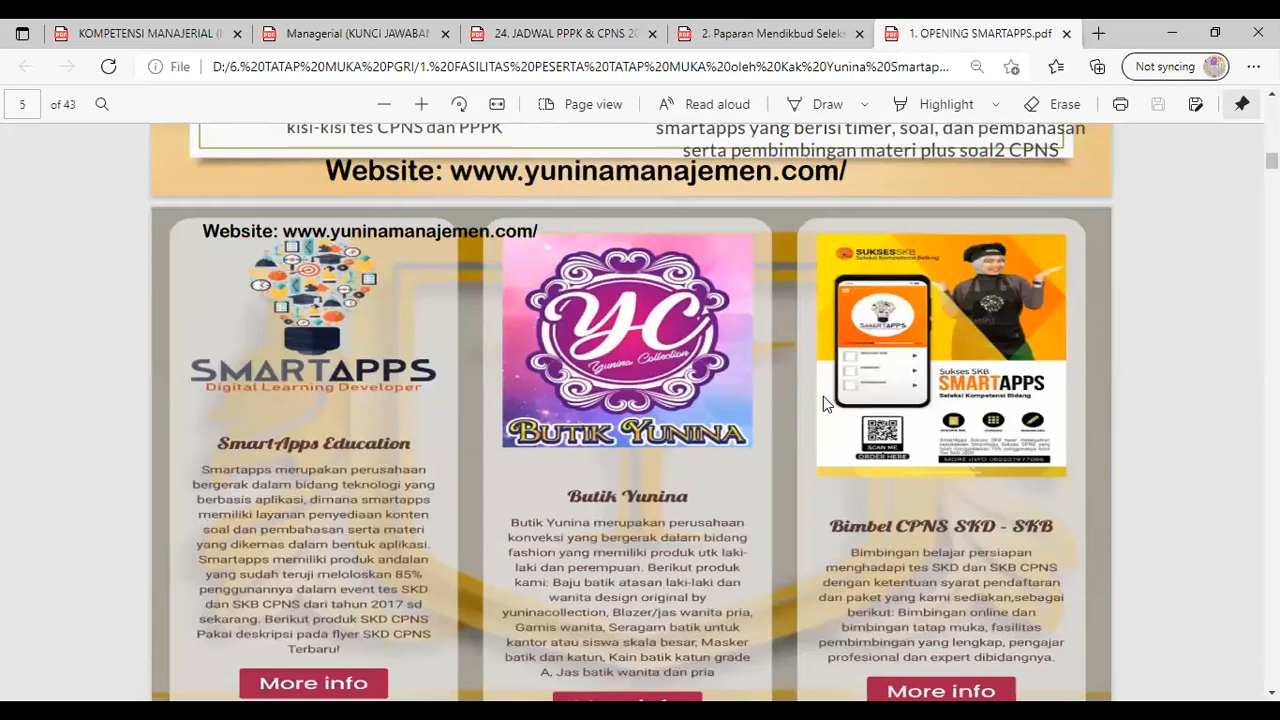 KOMPETENSI MANAJERIAL (
Managerial (KUNCI JAWABAN
24. JADWAL PPPK & CPNS 20
2. Paparan Mendikbud Seleks
1. OPENING SMARTAPPS.pdf
File
D:/6.%20TATAP%20MUKA%20PGRI/1.%20FASILITAS%20PESERTA%20TATAP%20MUKA%20oleh%20Kak%20Yunina%20Smartap...
Not syncing
5 of 43
Page view
Read aloud
Draw
Highlight
Erase
kisi-kisi tes CPNS dan PPPK
smartapps yang berisi timer, soal, dan pembahasan
serta pembimbingan materi plus soal2 CPNS
Website: www.yuninamanajemen.com/
Website: www.yuninamanajemen.com/
SMARTAPPS
Digital Learning Developer
SmartApps Education
Smartapps merupakan perusahaan
bergerak dalam bidang teknologi yang
berbasis aplikasi, dimana smartapps
memiliki layanan penyediaan konten
soal dan pembahasan serta materi
yang dikemas dalam bentuk aplikasi.
Smartapps memiliki produk andalan
yang sudah teruji meloloskan 85%
penggunannya dalam event tes SKD
dan SKB CPNS dari tahun 2017 sd
sekarang. Berikut produk SKD CPNS
Pakai deskripsi pada flyer SKD CPNS
Terbaru!
More info
YC
Yunina Collection
BUTIK YUNINA
Butik Yunina
Butik Yunina merupakan perusahaan
konveksi yang bergerak dalam bidang
fashion yang memiliki produk utk laki-
laki dan perempuan. Berikut produk
kami: Baju batik atasan laki-laki dan
wanita design original by
yuninacollection, Blazer/jas wanita pria,
Gamis wanita, Seragam batik untuk
kantor atau siswa skala besar, Masker
batik dan katun, Kain batik katun grade
A, Jas batik wanita dan pria
SUKSESSKB
Seleksi Kompetensi Bidang
SMARTAPPS
Sukses SKB
SMARTAPPS
Seleksi Kompetensi Bidang
SCAN ME
ORDER HERE
Bimbel CPNS SKD - SKB
Bimbingan belajar persiapan
menghadapi tes SKD dan SKB CPNS
dengan ketentuan syarat pendaftaran
dan paket yang kami sediakan,sebagai
berikut: Bimbingan online dan
bimbingan tatap muka, fasilitas
pembimbingan yang lengkap, pengajar
profesional dan expert dibidangnya.
More info